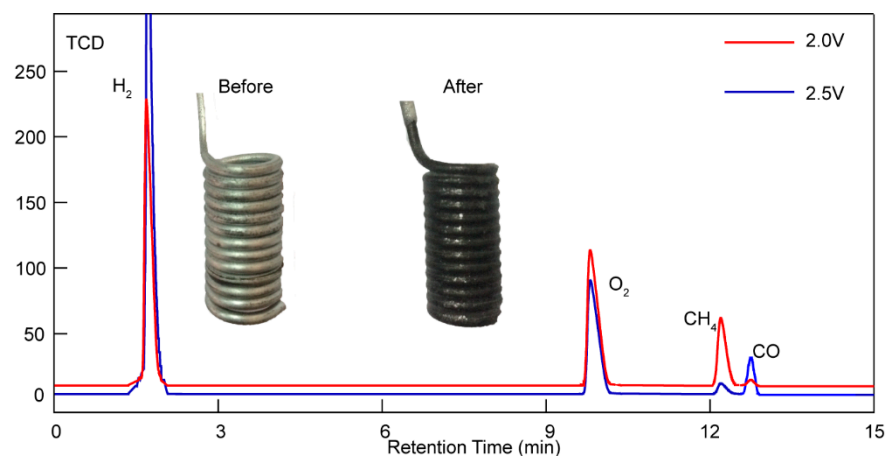 TCD
H₂
Before
After
2.0V
2.5V
O₂
CH₄
CO
250
200
150
100
50
0
0 3 6 9 12 15
Retention Time (min)